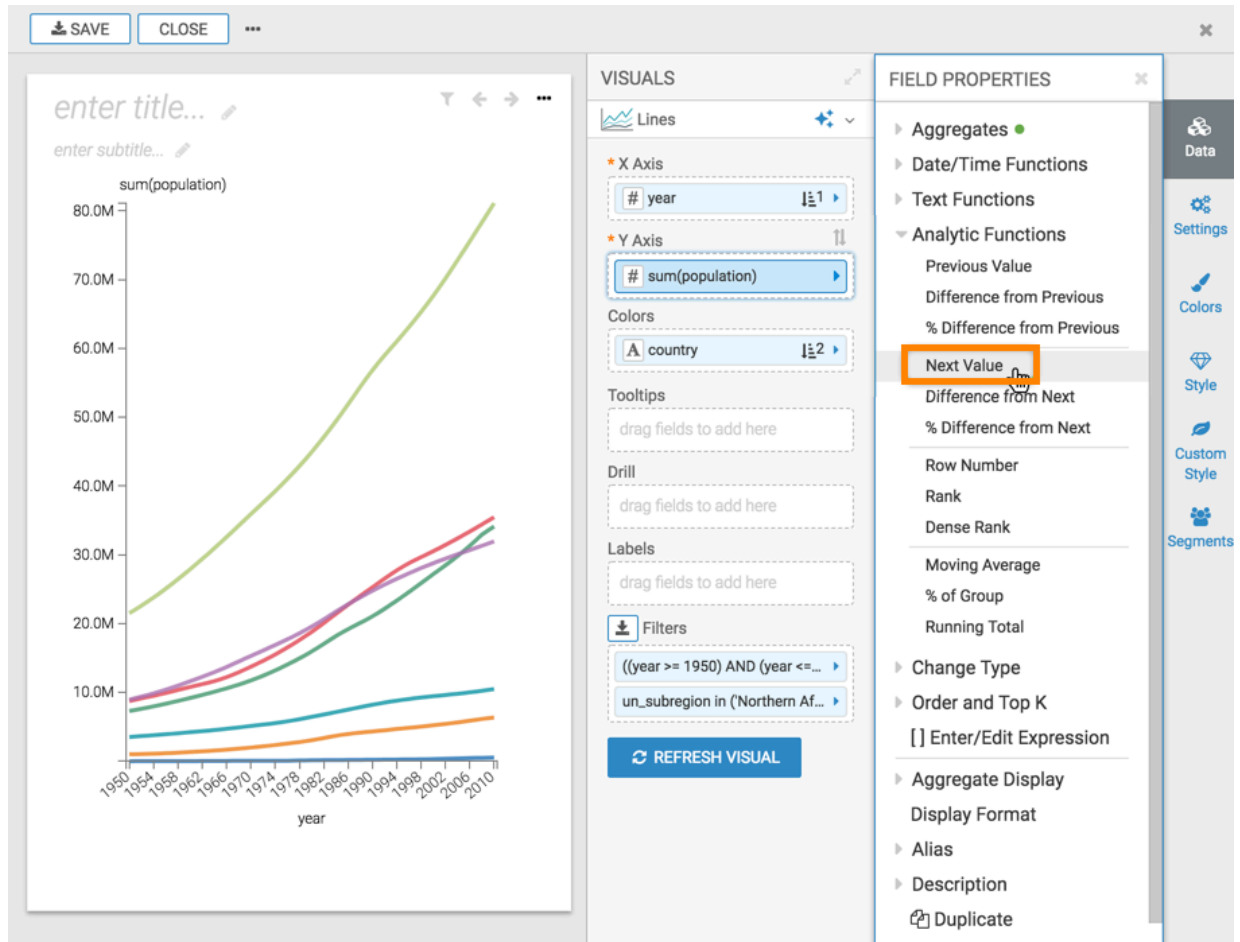 SAVE
CLOSE
enter title...
enter subtitle...
sum(population)
80.0M
70.0M
60.0M
50.0M
40.0M
30.0M
20.0M
10.0M
1950 1954 1958 1962 1966 1970 1974 1978 1982 1986 1990 1994 1998 2002 2006 2010
year
VISUALS
Lines
* X Axis
# year 1
* Y Axis
# sum(population)
Colors
A country 2
Tooltips
drag fields to add here
Drill
drag fields to add here
Labels
drag fields to add here
Filters
((year >= 1950) AND (year <=...
un_subregion in ('Northern Af...
REFRESH VISUAL
FIELD PROPERTIES
Aggregates
Date/Time Functions
Text Functions
Analytic Functions
Previous Value
Difference from Previous
% Difference from Previous
Next Value
Difference from Next
% Difference from Next
Row Number
Rank
Dense Rank
Moving Average
% of Group
Running Total
Change Type
Order and Top K
[ ] Enter/Edit Expression
Aggregate Display
Display Format
Alias
Description
Duplicate
Data
Settings
Colors
Style
Custom
Style
Segments